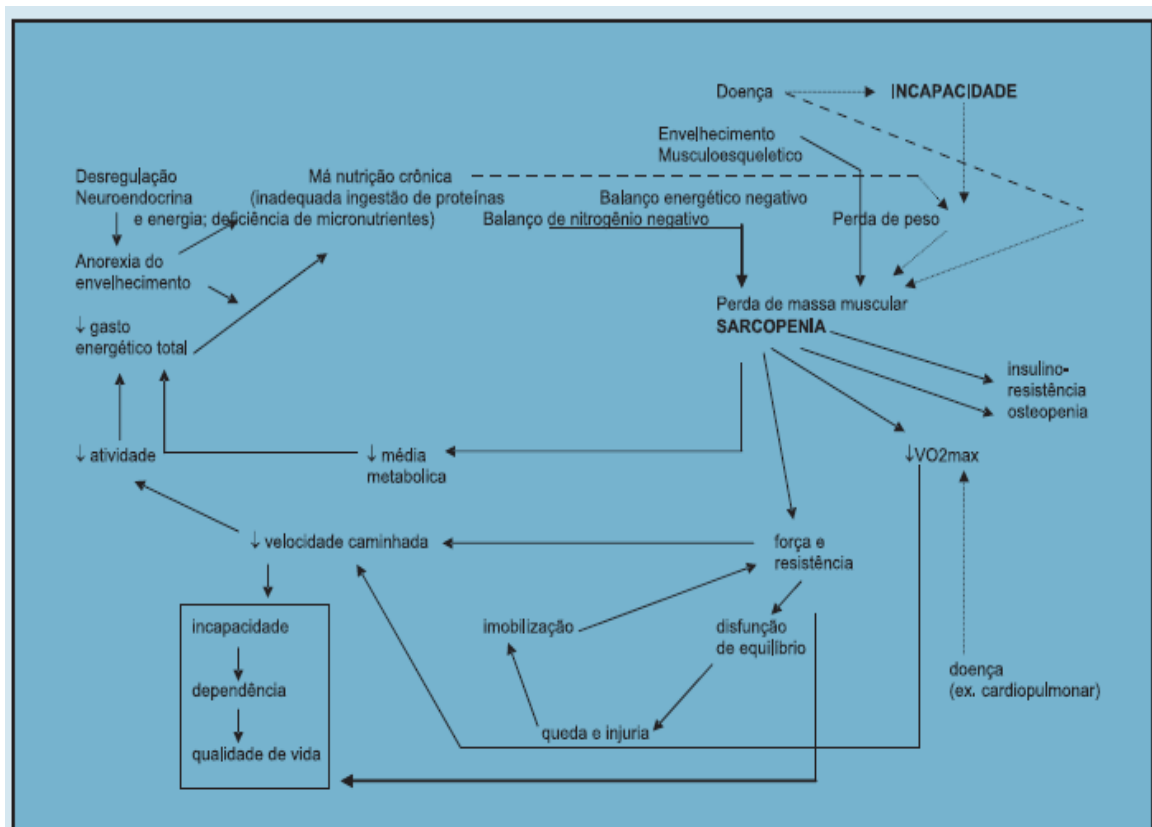 Doença
INCAPACIDADE
Envelhecimento
Musculoesqueletico
Desregulação
Neuroendocrina
Má nutrição crônica
(inadequada ingestão de proteínas
e energia; deficiência de micronutrientes)
Balanço energético negativo
Balanço de nitrogênio negativo
Perda de peso
Anorexia do
envelhecimento
Perda de massa muscular
SARCOPENIA
↓ gasto
energético total
insulino-
resistência
osteopenia
↓ atividade
↓ média
metabolica
↓VO2max
↓ velocidade caminhada
força e
resistência
incapacidade
imobilização
disfunção
de equilíbrio
dependência
doença
(ex. cardiopulmonar)
queda e injuria
qualidade de vida